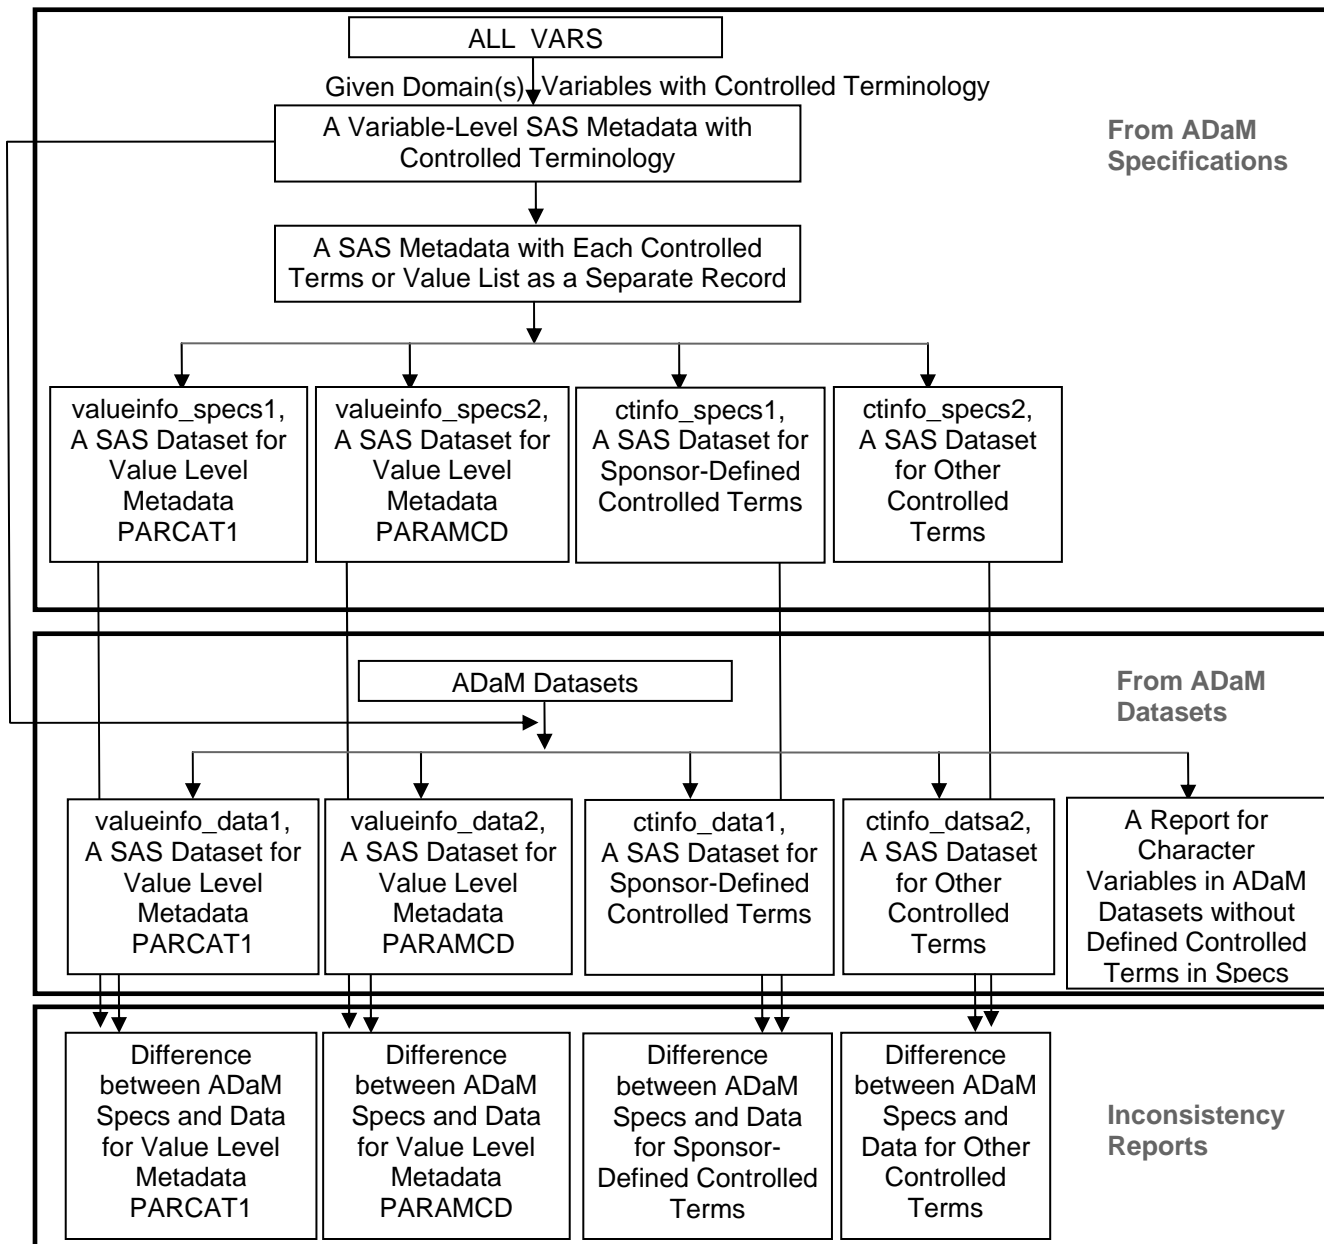 ALL VARS
Given Domain(s) Variables with Controlled Terminology
A Variable-Level SAS Metadata with
Controlled Terminology
From ADaM
Specifications
A SAS Metadata with Each Controlled
Terms or Value List as a Separate Record
valueinfo_specs1,
A SAS Dataset for
Value Level
Metadata
PARCAT1
valueinfo_specs2,
A SAS Dataset for
Value Level
Metadata
PARAMCD
ctinfo_specs1,
A SAS Dataset for
Sponsor-Defined
Controlled Terms
ctinfo_specs2,
A SAS Dataset
for Other
Controlled
Terms
ADaM Datasets
From ADaM
Datasets
valueinfo_data1,
A SAS Dataset for
Value Level
Metadata
PARCAT1
valueinfo_data2,
A SAS Dataset for
Value Level
Metadata
PARAMCD
ctinfo_data1,
A SAS Dataset for
Sponsor-Defined
Controlled Terms
ctinfo_datsa2,
A SAS Dataset
for Other
Controlled
Terms
A Report for
Character
Variables in ADaM
Datasets without
Defined Controlled
Terms in Specs
Difference
between ADaM
Specs and Data
for Value Level
Metadata
PARCAT1
Difference
between ADaM
Specs and Data
for Value Level
Metadata
PARAMCD
Difference
between ADaM
Specs and Data
for Sponsor-
Defined Controlled
Terms
Difference
between ADaM
Specs and
Data for Other
Controlled
Terms
Inconsistency
Reports